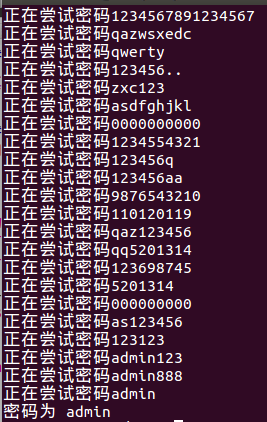 正在尝试密码1234567891234567
正在尝试密码qazwsxedc
正在尝试密码qwerty
正在尝试密码123456..
正在尝试密码zxc123
正在尝试密码asdfghjkl
正在尝试密码0000000000
正在尝试密码1234554321
正在尝试密码123456q
正在尝试密码123456aa
正在尝试密码9876543210
正在尝试密码110120119
正在尝试密码qaz123456
正在尝试密码qq5201314
正在尝试密码123698745
正在尝试密码5201314
正在尝试密码000000000
正在尝试密码as123456
正在尝试密码123123
正在尝试密码admin123
正在尝试密码admin888
正在尝试密码admin
密码为 admin